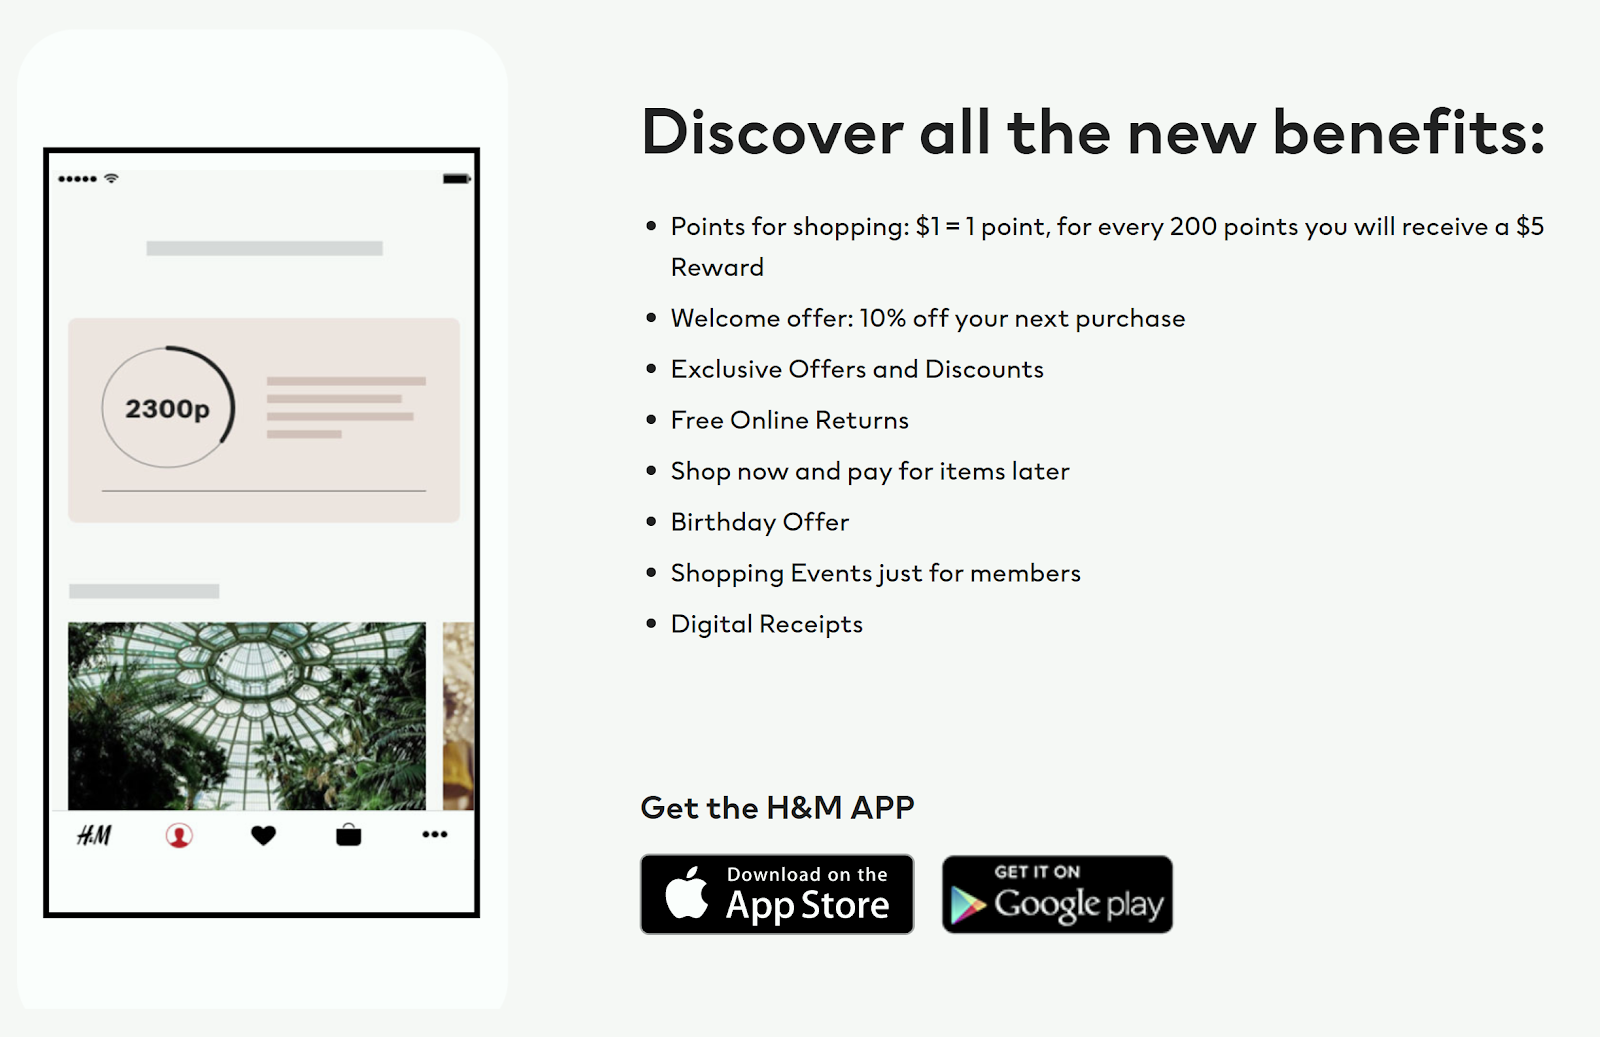 Discover all the new benefits:
• Points for shopping: $1 = 1 point, for every 200 points you will receive a $5
Reward
• Welcome offer: 10% off your next purchase
• Exclusive Offers and Discounts
• Free Online Returns
• Shop now and pay for items later
• Birthday Offer
• Shopping Events just for members
• Digital Receipts
2300p
H&M
Get the H&M APP
Download on the
App Store
GET IT ON
Google play